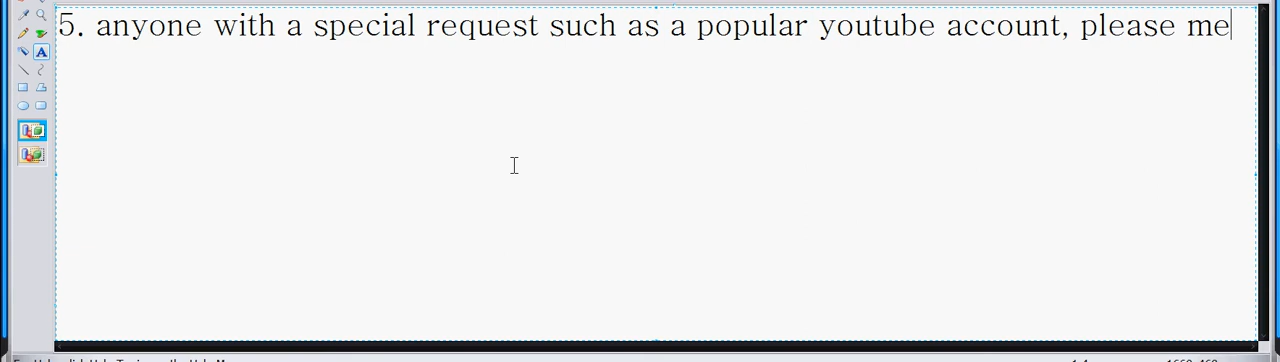 5. anyone with a special request such as a popular youtube account, please me